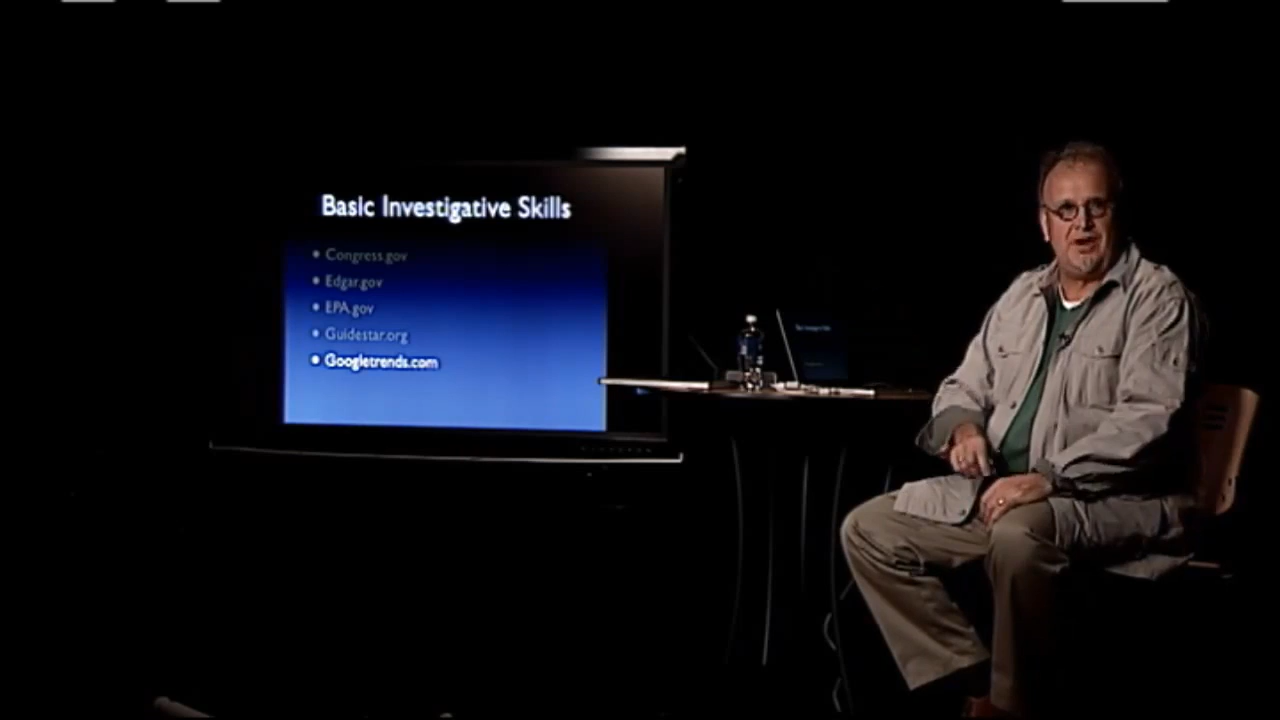 Basic Investigative Skills
• Congress.gov
• Edgar.gov
• EPA.gov
• Guidestar.org
• Googletrends.com